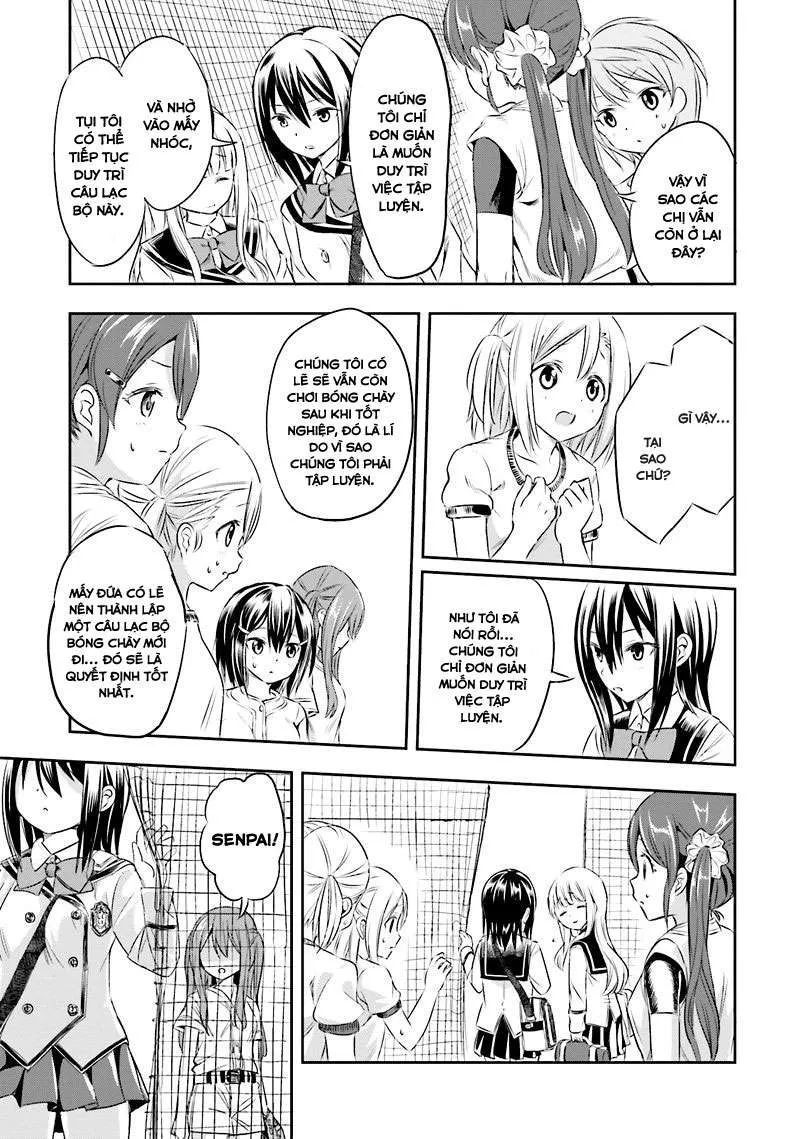 VẬY VÌ
SAO CÁC
CHỊ VẪN
CÒN Ở LẠI
ĐÂY?
CHÚNG
TÔI CHỈ
ĐƠN GIẢN
LÀ MUỐN
DUY TRÌ
VIỆC TẬP
LUYỆN.
VÀ NHỜ
VÀO MẤY
NHÓC,
TỤI TÔI
CÓ THỂ
TIẾP TỤC
DUY TRÌ
CÂU LẠC
BỘ NÀY.
GÌ VẬY...
TẠI
SAO
CHỨ?
NHƯ TÔI ĐÃ
NÓI RỒI...
CHÚNG TÔI
CHỈ ĐƠN GIẢN
MUỐN DUY TRÌ
VIỆC TẬP
LUYỆN.
CHÚNG TÔI CÓ
LẼ SẼ VẪN CÒN
CHƠI BÓNG CHÀY
SAU KHI TỐT
NGHIỆP, ĐÓ LÀ LÍ
DO VÌ SAO
CHÚNG TÔI PHẢI
TẬP LUYỆN.
MẤY ĐỨA CÓ LẼ
NÊN THÀNH LẬP
MỘT CÂU LẠC BỘ
BÓNG CHÀY MỚI
ĐI... ĐÓ SẼ LÀ
QUYẾT ĐỊNH TỐT
NHẤT.
SENPAI!